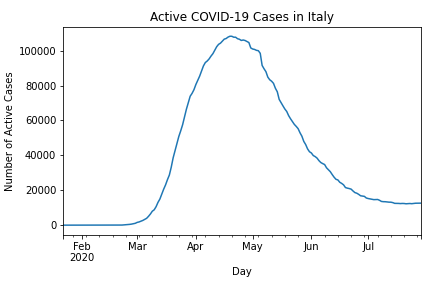 Active COVID-19 Cases in Italy
Number of Active Cases
100000
80000
60000
40000
20000
0
Feb
2020
Mar
Apr
May
Jun
Jul
Day